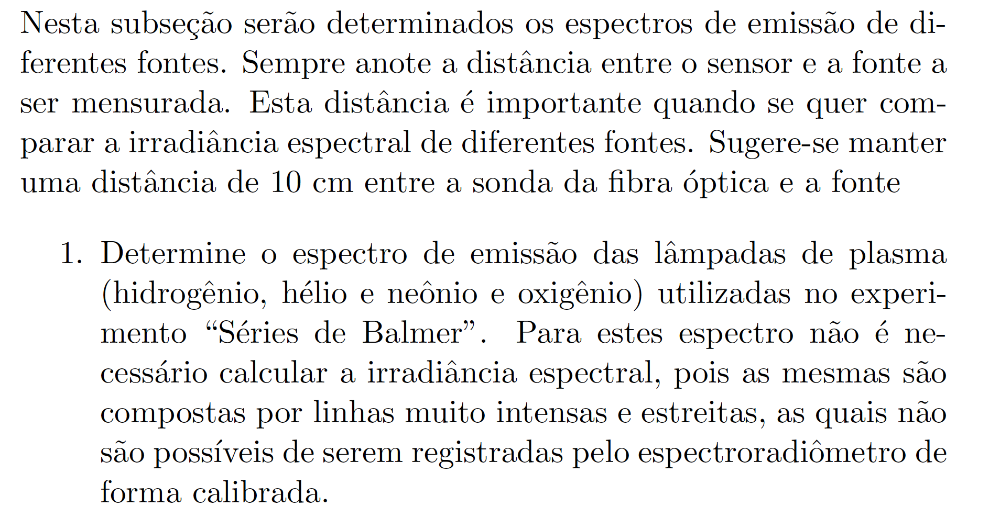 Nesta subseção serão determinados os espectros de emissão de di-
ferentes fontes. Sempre anote a distância entre o sensor e a fonte a
ser mensurada. Esta distância é importante quando se quer com-
parar a irradiância espectral de diferentes fontes. Sugere-se manter
uma distância de 10 cm entre a sonda da fibra óptica e a fonte
1. Determine o espectro de emissão das lâmpadas de plasma
(hidrogênio, hélio e neônio e oxigênio) utilizadas no experi-
mento “Séries de Balmer”. Para estes espectro não é ne-
cessário calcular a irradiância espectral, pois as mesmas são
compostas por linhas muito intensas e estreitas, as quais não
são possíveis de serem registradas pelo espectroradiômetro de
forma calibrada.